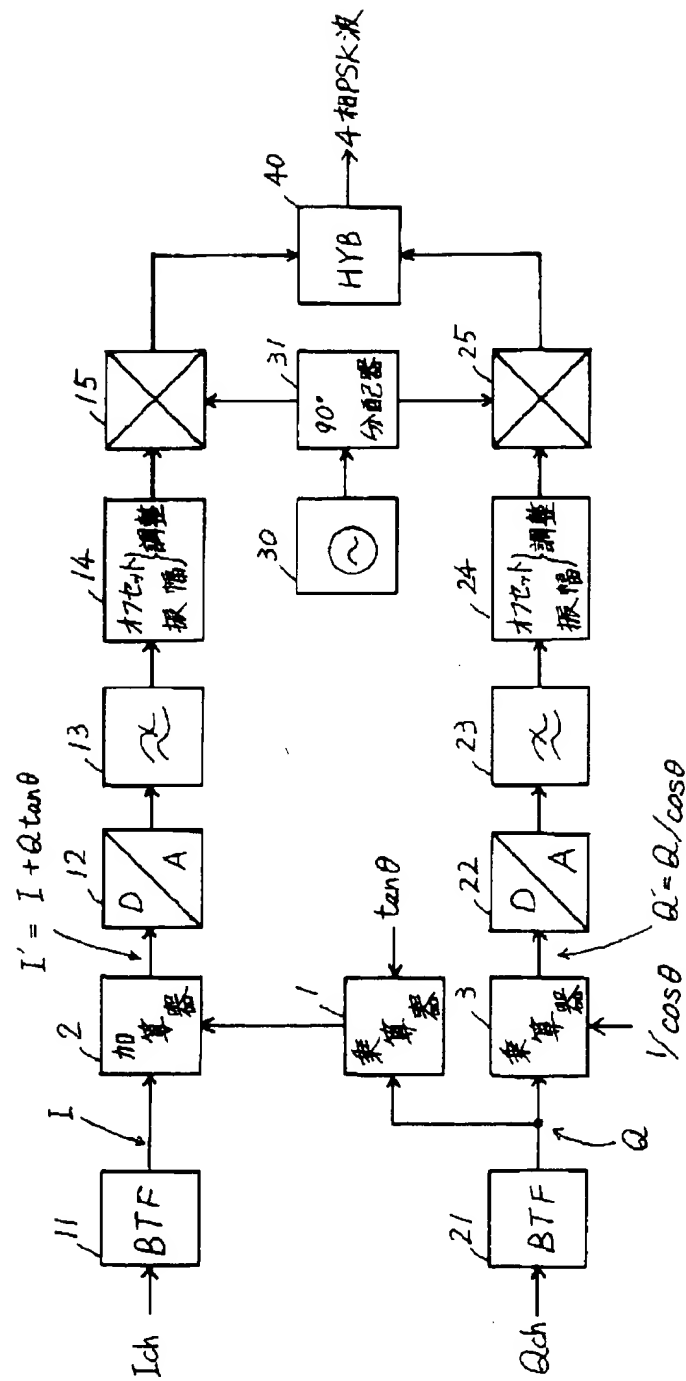 Ich
11
BTF
I
2
加
算
器
I′ = I + Q tanθ
12
D
A
13
14
オフセット
振幅
調整
15
30
31
90°
分配器
40
HYB
4相PSK波
1
乗
算
器
tanθ
Qch
21
BTF
Q
3
乗
算
器
1/cosθ
Q′ = Q/cosθ
22
D
A
23
24
オフセット
振幅
調整
25